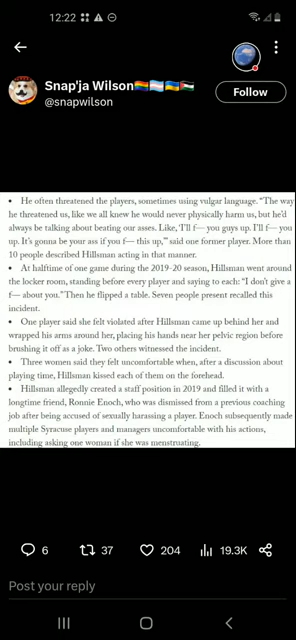 12:22
Snap'ja Wilson🏳️‍🌈🏳️‍⚧️🇺🇦🇵🇸
@snapwilson
Follow
• He often threatened the players, sometimes using vulgar language. “The way
he threatened us, like we all knew he would never physically harm us, but he'd
always be talking about beating our asses. Like, ‘I'll f— you guys up. I'll f— you
up. It's gonna be your ass if you f— this up,’” said one former player. More than
10 people described Hillsman acting in that manner.
• At halftime of one game during the 2019-20 season, Hillsman went around
the locker room, standing before every player and saying to each: “I don't give a
f– about you.” Then he flipped a table. Seven people present recalled this
incident.
• One player said she felt violated after Hillsman came up behind her and
wrapped his arms around her, placing his hands near her pelvic region before
brushing it off as a joke. Two others witnessed the incident.
• Three women said they felt uncomfortable when, after a discussion about
playing time, Hillsman kissed each of them on the forehead.
• Hillsman allegedly created a staff position in 2019 and filled it with a
longtime friend, Ronnie Enoch, who was dismissed from a previous coaching
job after being accused of sexually harassing a player. Enoch subsequently made
multiple Syracuse players and managers uncomfortable with his actions,
including asking one woman if she was menstruating.
6 37 204 19.3K
Post your reply